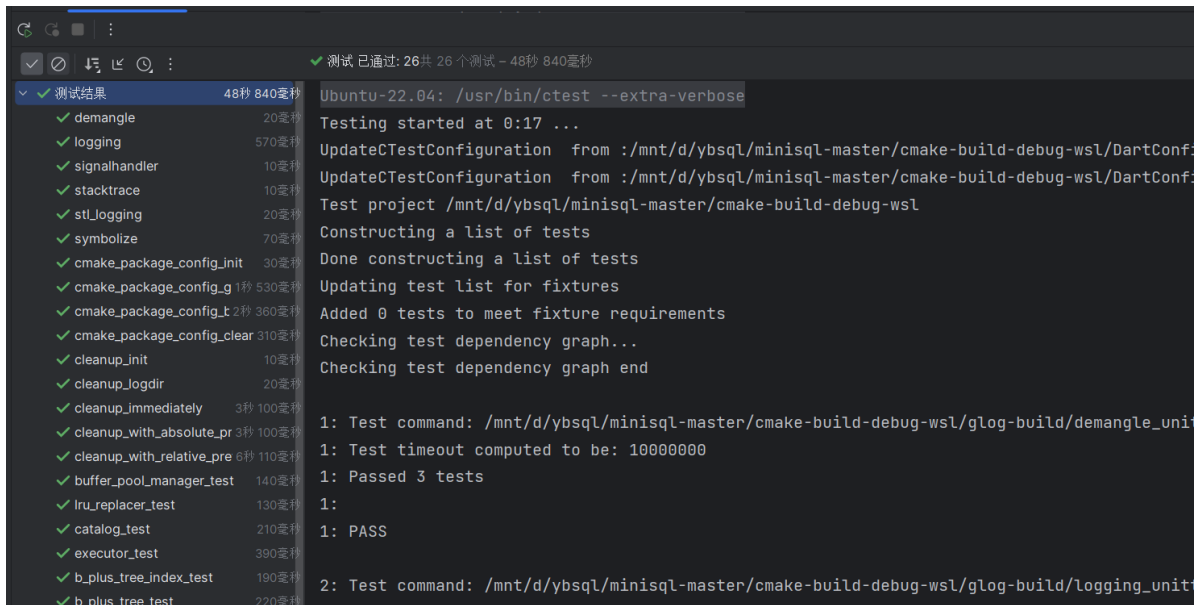 测试 已通过: 26共 26 个测试 – 48秒 840毫秒
测试结果 48秒 840毫秒
demangle 20毫秒
logging 570毫秒
signalhandler 10毫秒
stacktrace 10毫秒
stl_logging 20毫秒
symbolize 70毫秒
cmake_package_config_init 30毫秒
cmake_package_config_g 1秒 530毫秒
cmake_package_config_b 2秒 360毫秒
cmake_package_config_clear 310毫秒
cleanup_init 10毫秒
cleanup_logdir 20毫秒
cleanup_immediately 3秒 100毫秒
cleanup_with_absolute_pr 3秒 100毫秒
cleanup_with_relative_pre 6秒 110毫秒
buffer_pool_manager_test 140毫秒
lru_replacer_test 130毫秒
catalog_test 210毫秒
executor_test 390毫秒
b_plus_tree_index_test 190毫秒
b_plus_tree_test 220毫秒
Ubuntu-22.04: /usr/bin/ctest --extra-verbose
Testing started at 0:17 ...
UpdateCTestConfiguration  from :/mnt/d/ybsql/minisql-master/cmake-build-debug-wsl/DartConfi
UpdateCTestConfiguration  from :/mnt/d/ybsql/minisql-master/cmake-build-debug-wsl/DartConfi
Test project /mnt/d/ybsql/minisql-master/cmake-build-debug-wsl
Constructing a list of tests
Done constructing a list of tests
Updating test list for fixtures
Added 0 tests to meet fixture requirements
Checking test dependency graph...
Checking test dependency graph end
1: Test command: /mnt/d/ybsql/minisql-master/cmake-build-debug-wsl/glog-build/demangle_unit
1: Test timeout computed to be: 10000000
1: Passed 3 tests
1:
1: PASS
2: Test command: /mnt/d/ybsql/minisql-master/cmake-build-debug-wsl/glog-build/logging_unitt